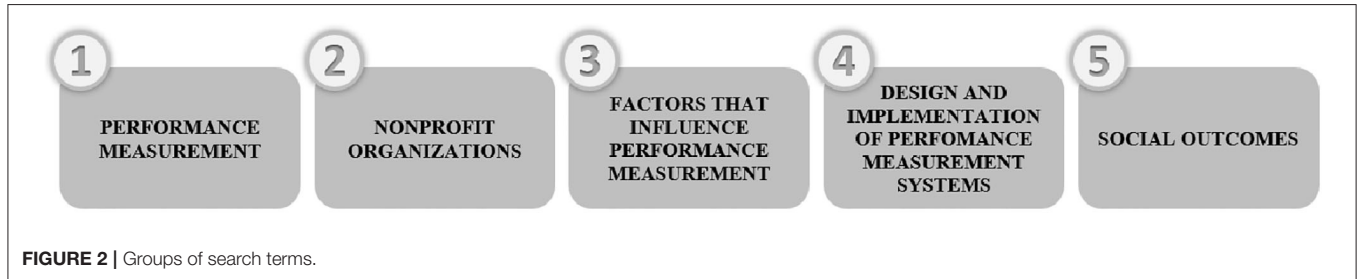 1
PERFORMANCE
MEASUREMENT
2
NONPROFIT
ORGANIZATIONS
3
FACTORS THAT
INFLUENCE
PERFORMANCE
MEASUREMENT
4
DESIGN AND
IMPLEMENTATION
OF PERFOMANCE
MEASUREMENT
SYSTEMS
5
SOCIAL OUTCOMES
FIGURE 2 | Groups of search terms.